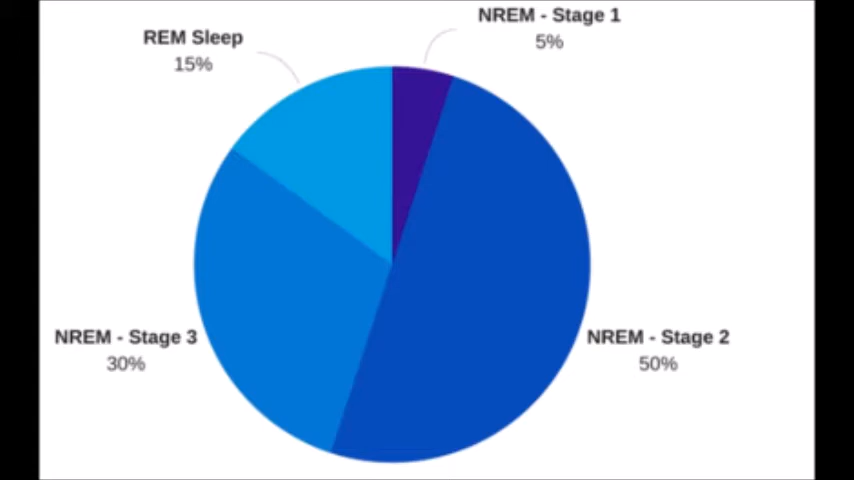 NREM - Stage 1
5%
REM Sleep
15%
NREM - Stage 3
30%
NREM - Stage 2
50%